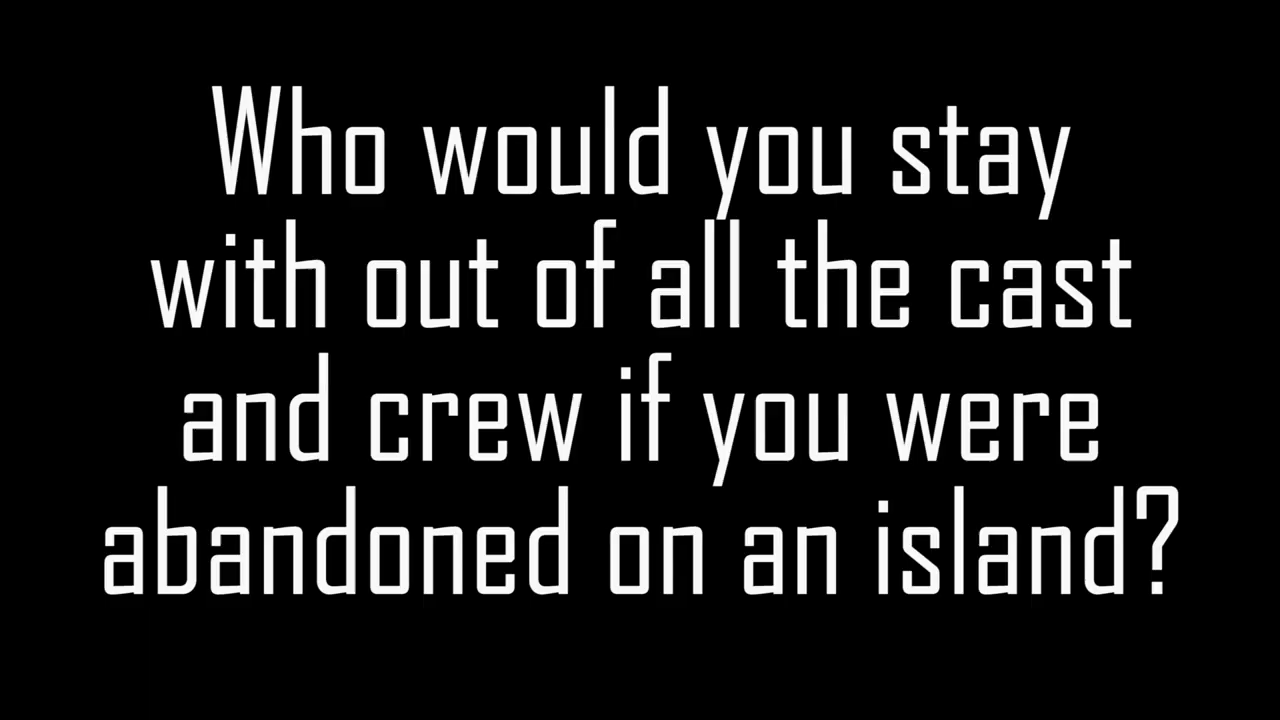 Who would you stay
with out of all the cast
and crew if you were
abandoned on an island?